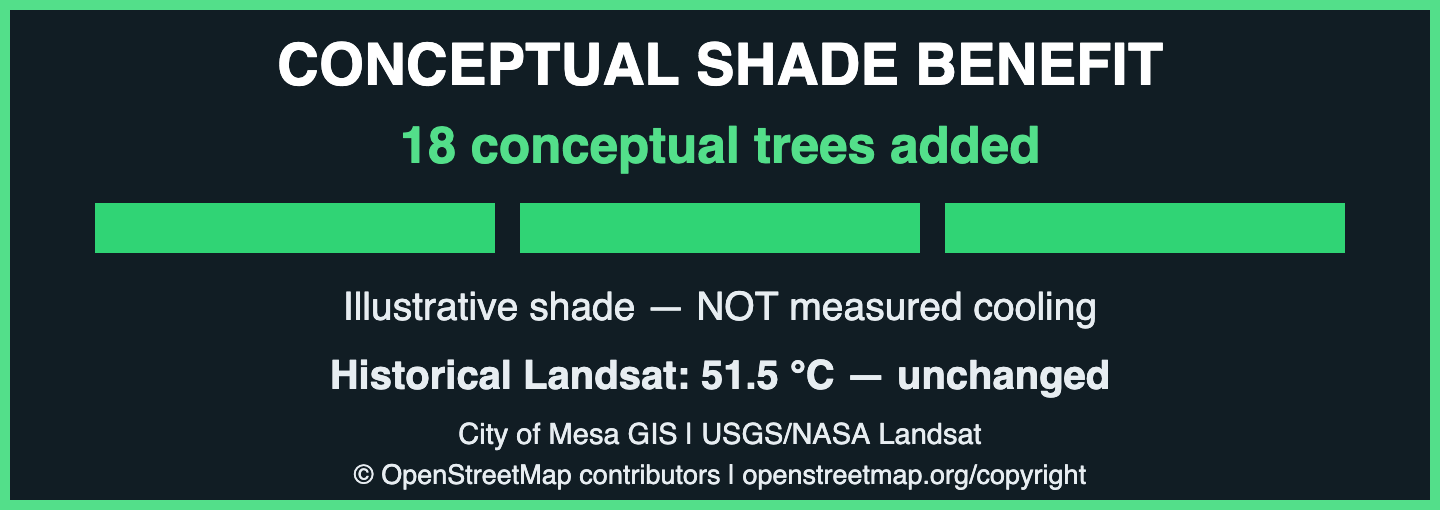 CONCEPTUAL SHADE BENEFIT
18 conceptual trees added
Illustrative shade — NOT measured cooling
Historical Landsat: 51.5 °C — unchanged
City of Mesa GIS | USGS/NASA Landsat
© OpenStreetMap contributors | openstreetmap.org/copyright